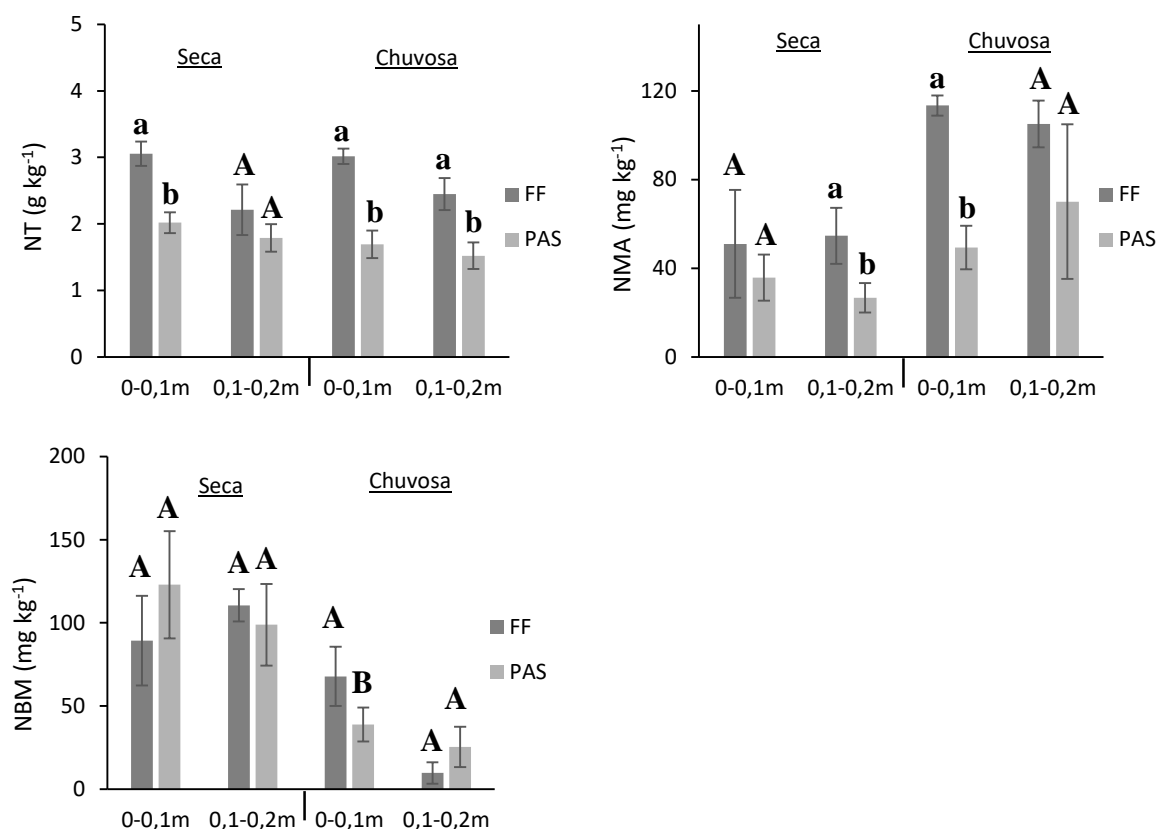 NT (g kg⁻¹)
5
4
3
2
1
0
Seca
Chuvosa
a
b
A
A
a
b
a
b
FF
PAS
0-0,1m 0,1-0,2m 0-0,1m 0,1-0,2m
NMA (mg kg⁻¹)
120
80
40
0
Seca
Chuvosa
A
A
a
b
a
b
A
A
FF
PAS
0-0,1m 0,1-0,2m 0-0,1m 0,1-0,2m
NBM (mg kg⁻¹)
200
150
100
50
0
Seca
Chuvosa
A
A
A
A
A
B
A
A
FF
PAS
0-0,1m 0,1-0,2m 0-0,1m 0,1-0,2m